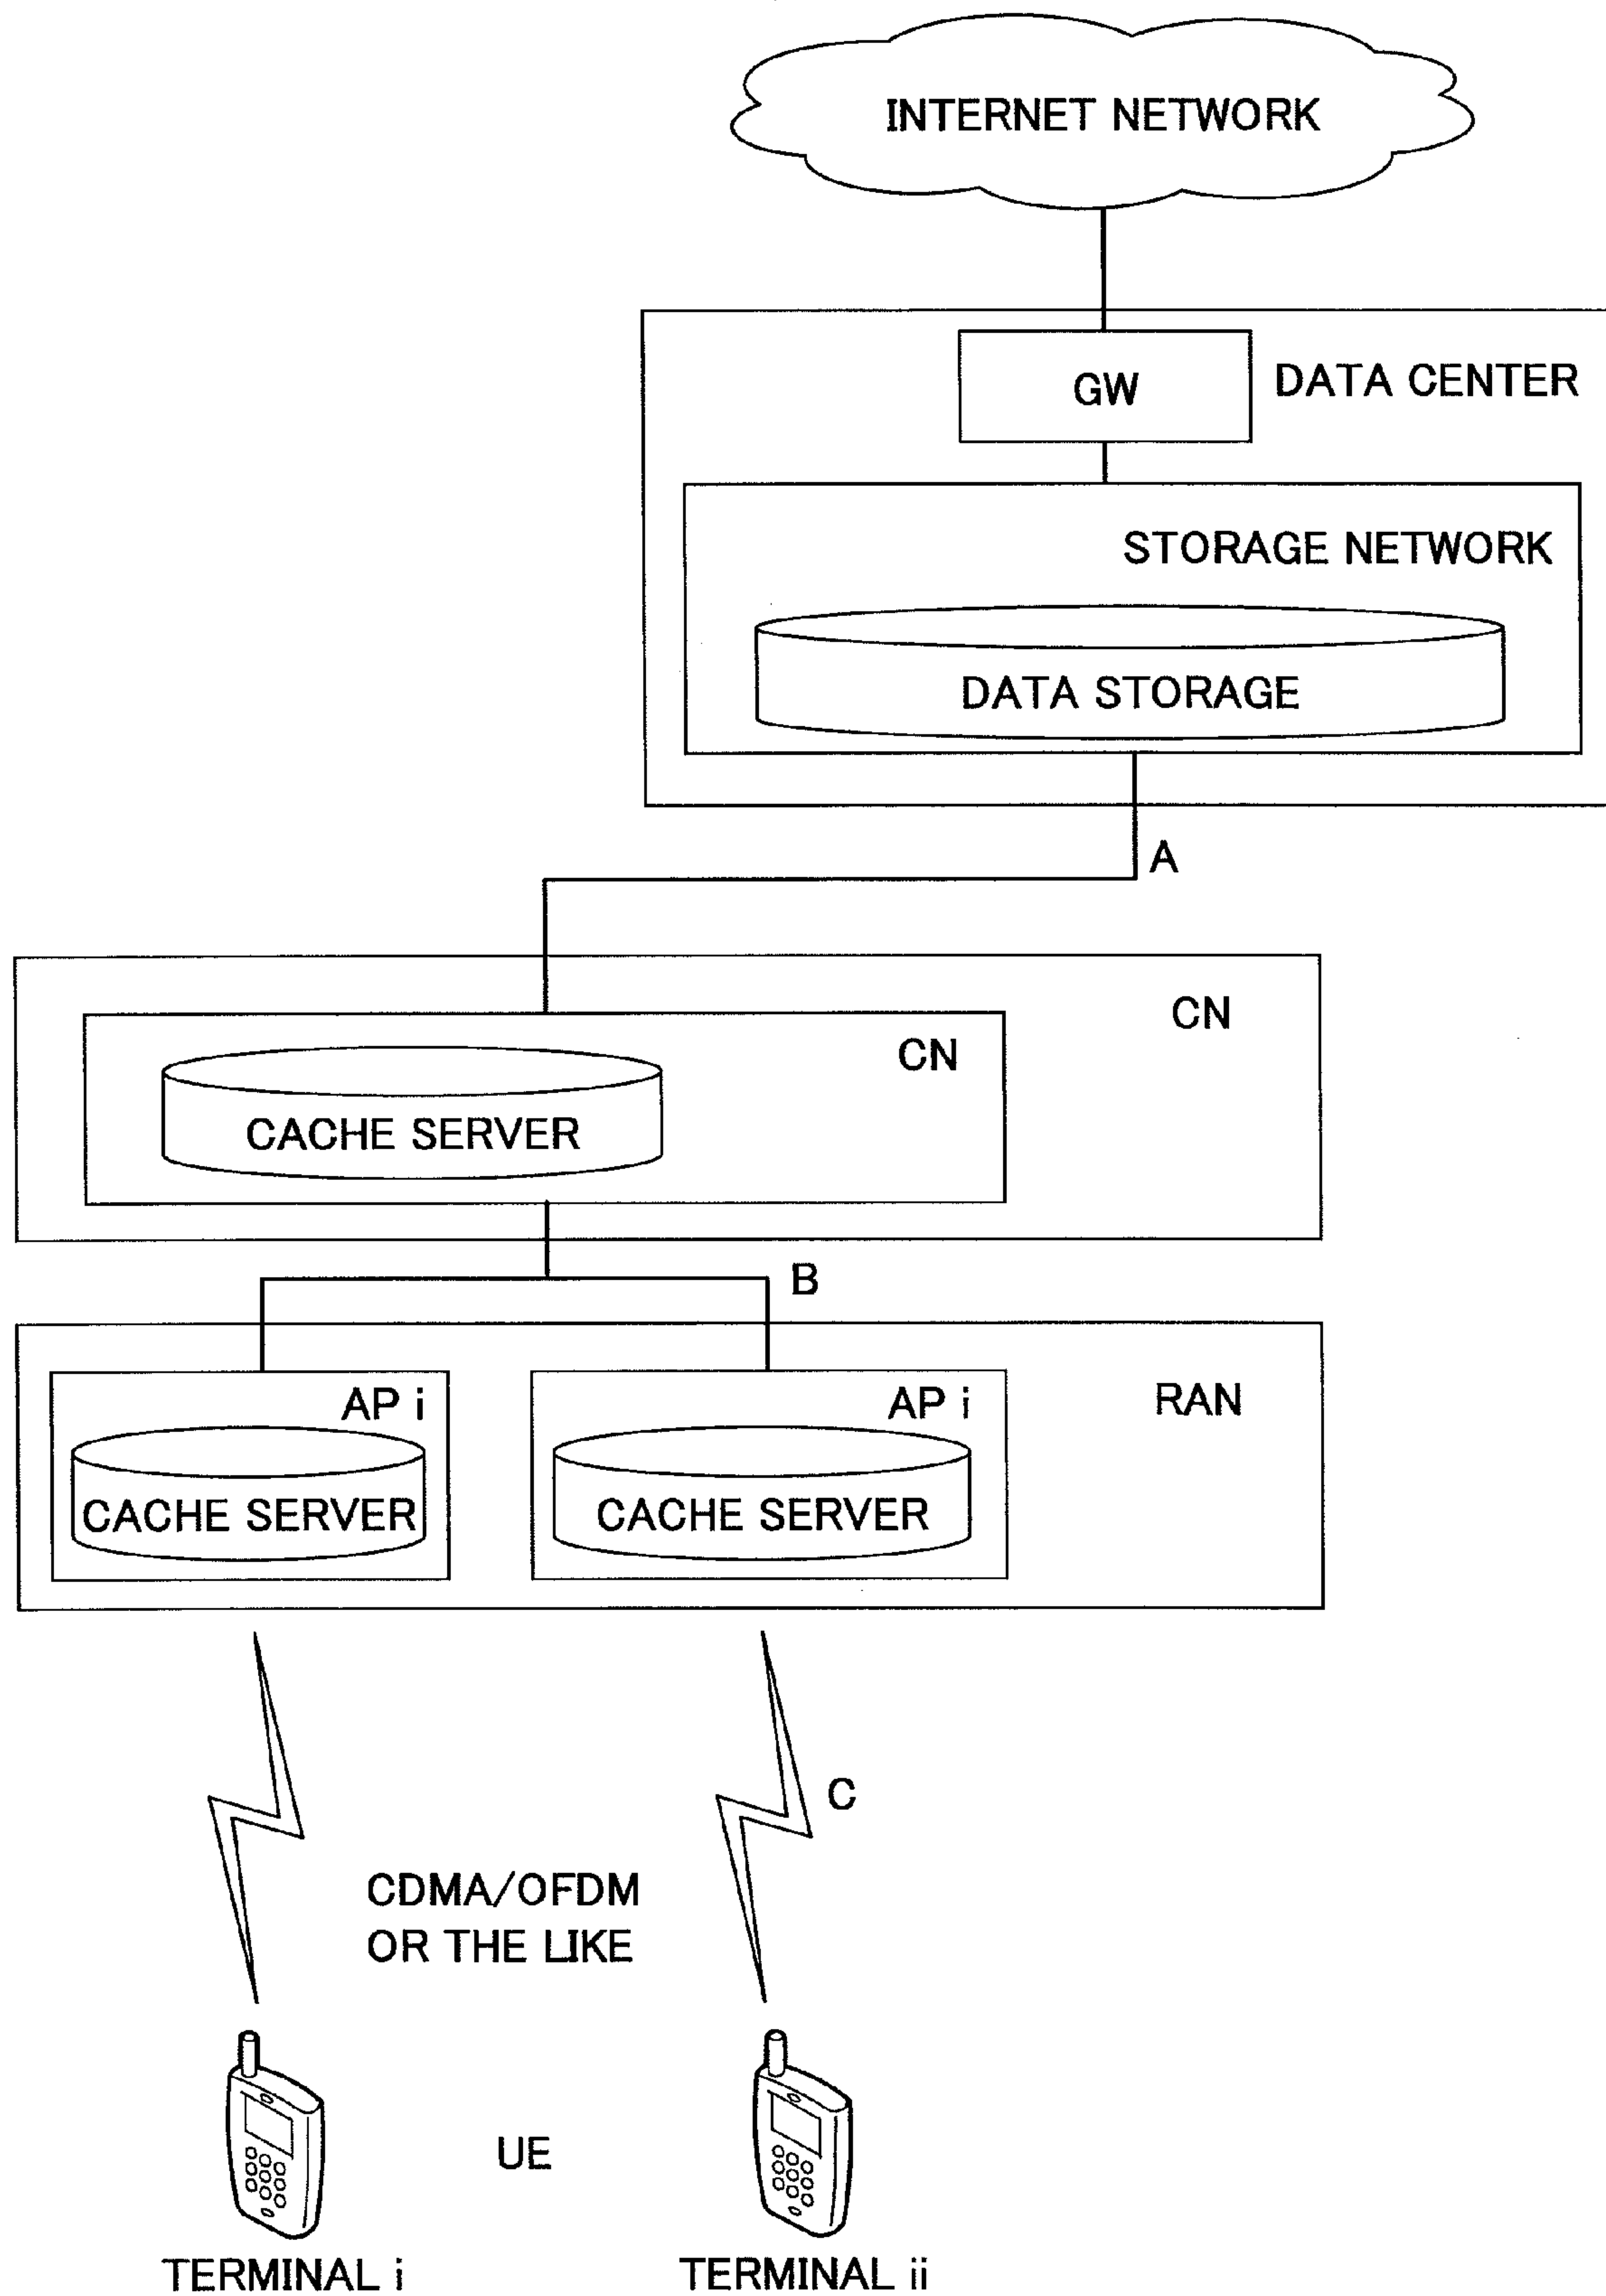 INTERNET NETWORK
GW
DATA CENTER
STORAGE NETWORK
DATA STORAGE
A
CN
CN
CACHE SERVER
B
AP i
AP i
RAN
CACHE SERVER
CACHE SERVER
C
CDMA/OFDM
OR THE LIKE
UE
TERMINAL i
TERMINAL ii